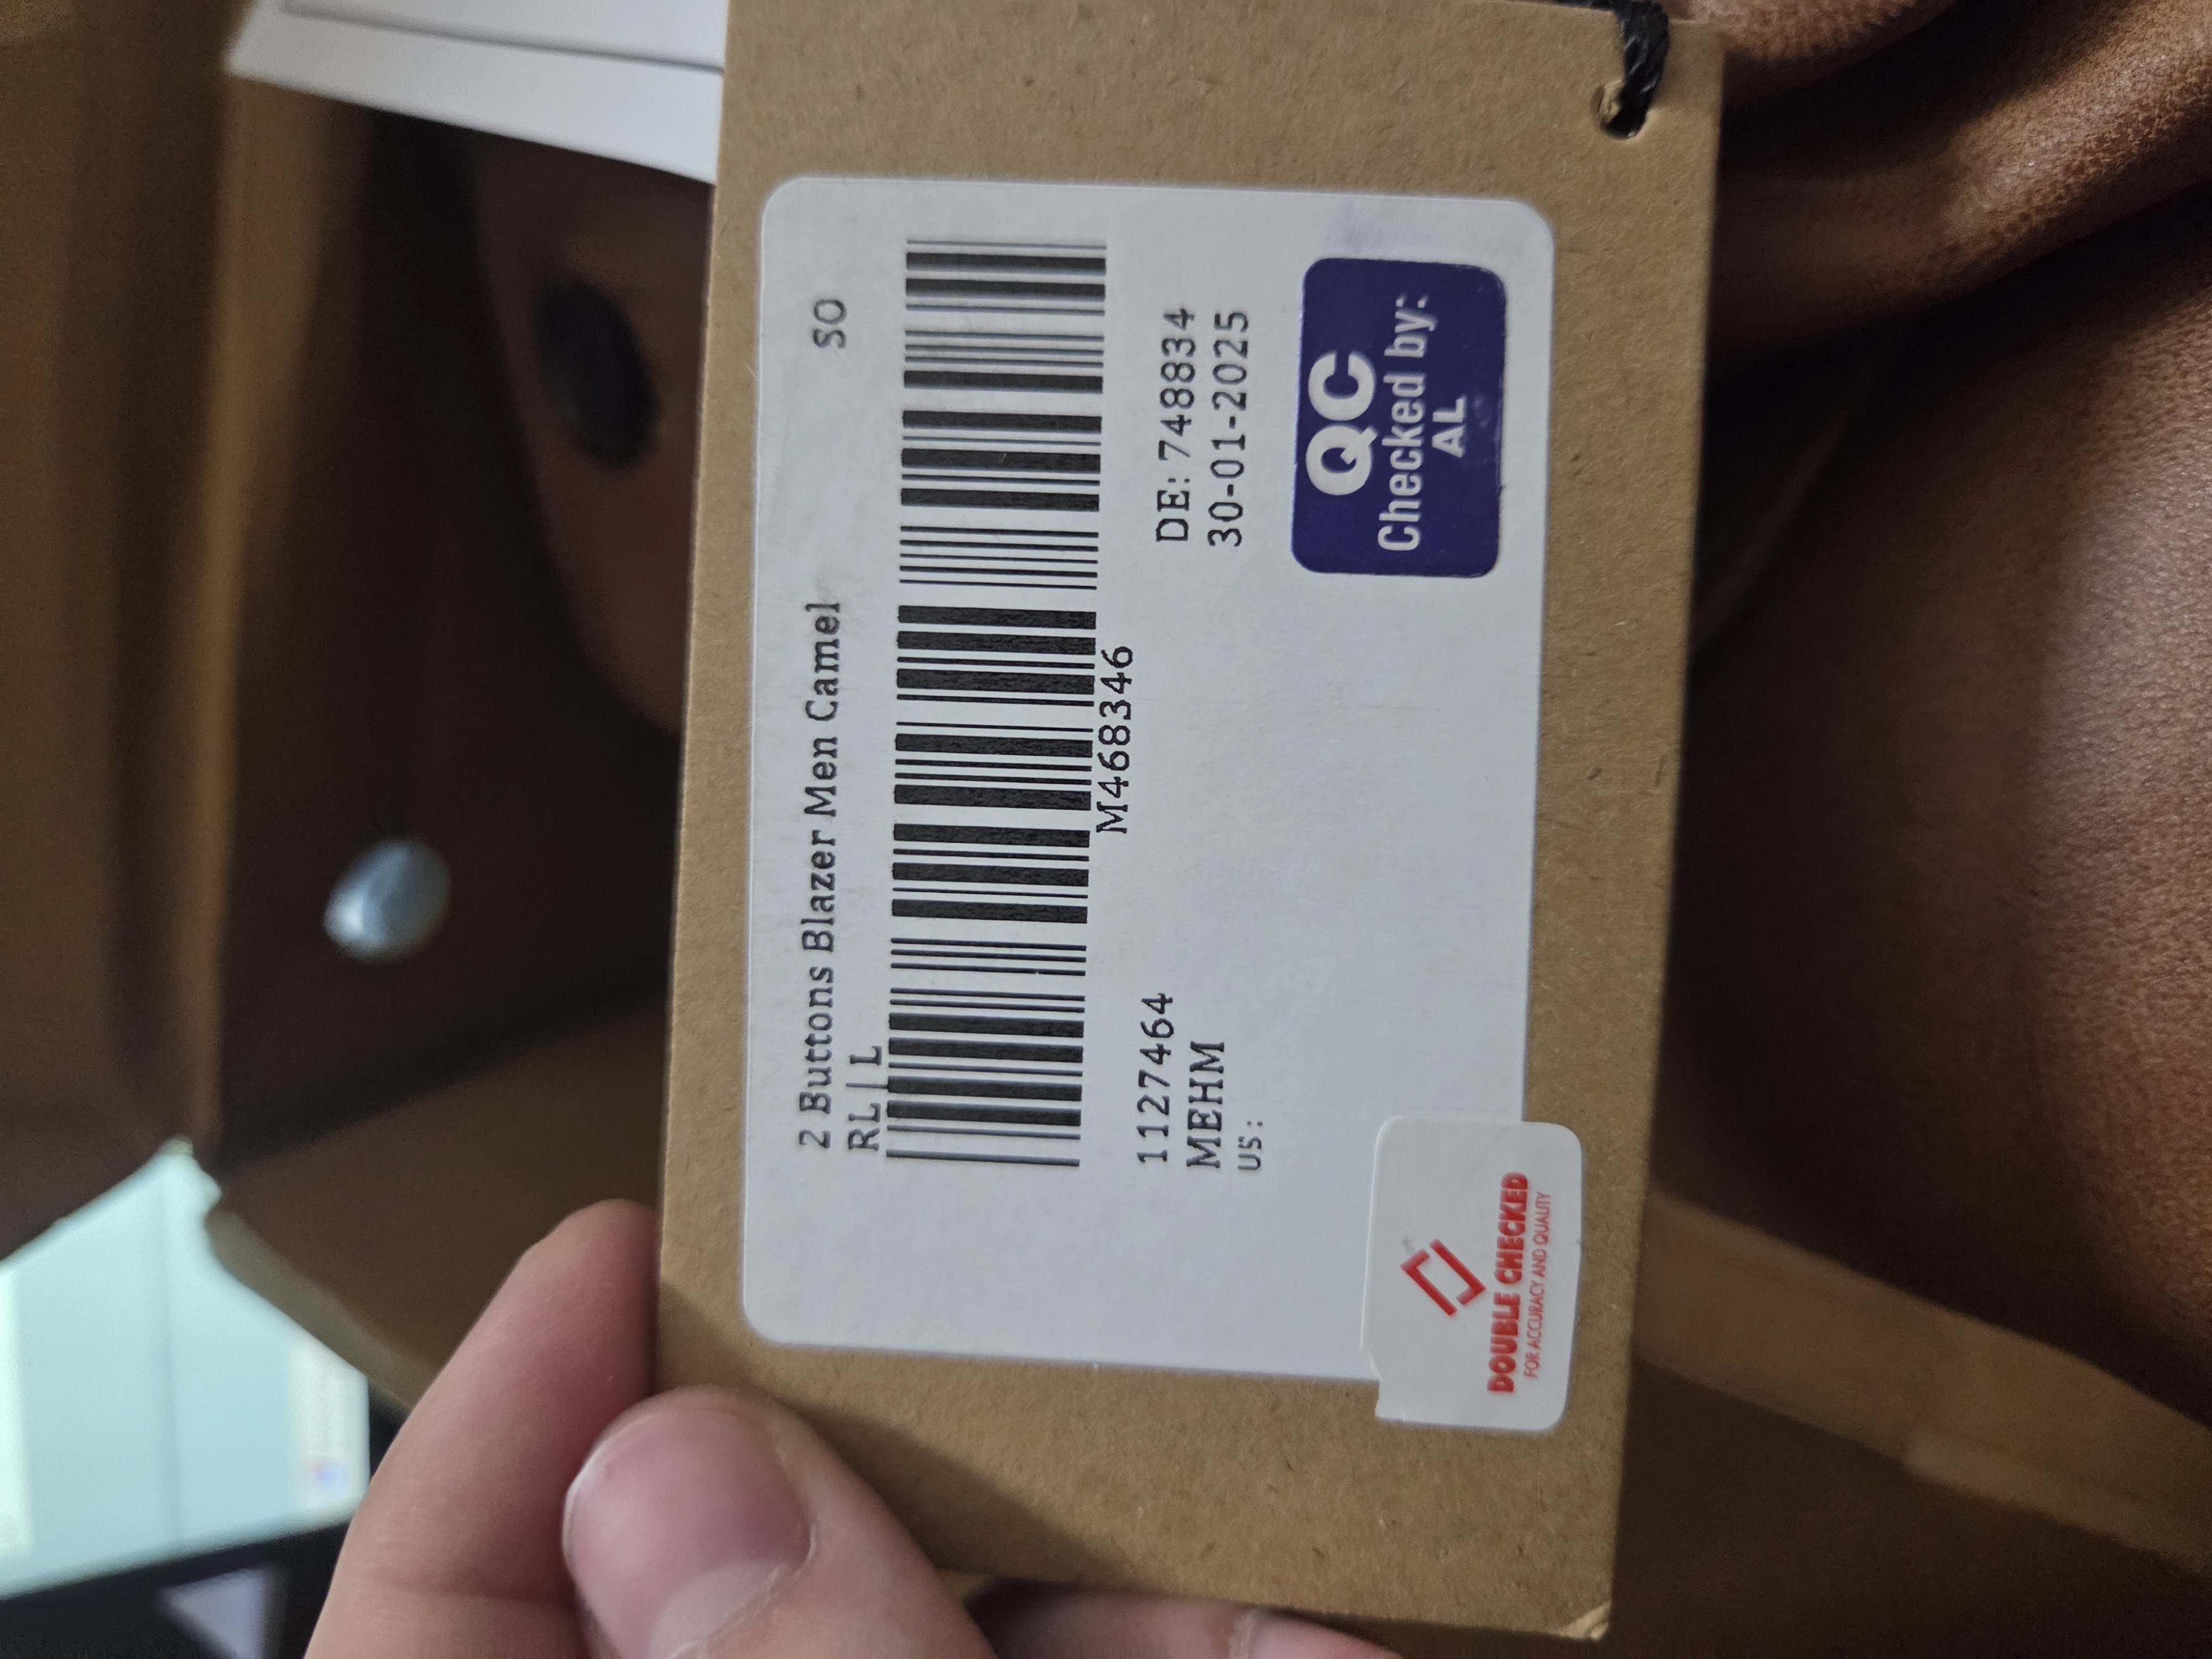 2 Buttons Blazer Men Camel SO
RL|L
M468346
1127464 DE: 748834
MEHM 30-01-2025
US:
QC
Checked by:
AL
DOUBLE CHECKED
FOR ACCURACY AND QUALITY